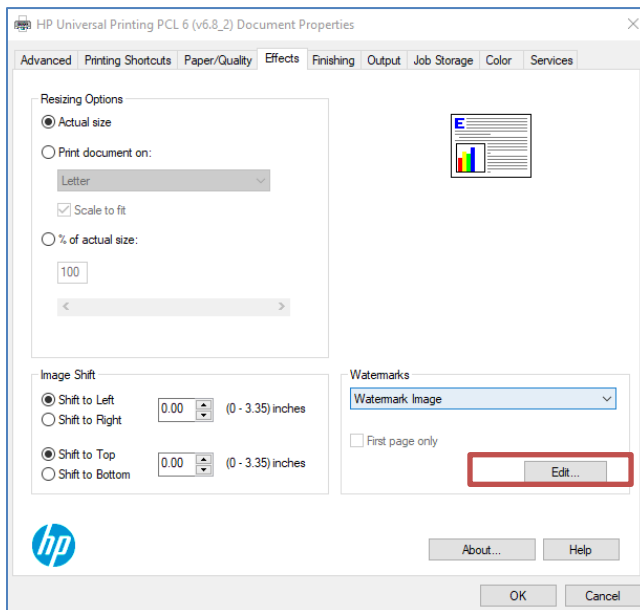 HP Universal Printing PCL 6 (v6.8_2) Document Properties
Advanced Printing Shortcuts Paper/Quality Effects Finishing Output Job Storage Color Services
Resizing Options
Actual size
Print document on:
Letter
Scale to fit
% of actual size:
100
E
Image Shift
Shift to Left
Shift to Right
0.00 (0 - 3.35) inches
Shift to Top
Shift to Bottom
0.00 (0 - 3.35) inches
Watermarks
Watermark Image
First page only
Edit...
hp
About... Help
OK Cancel